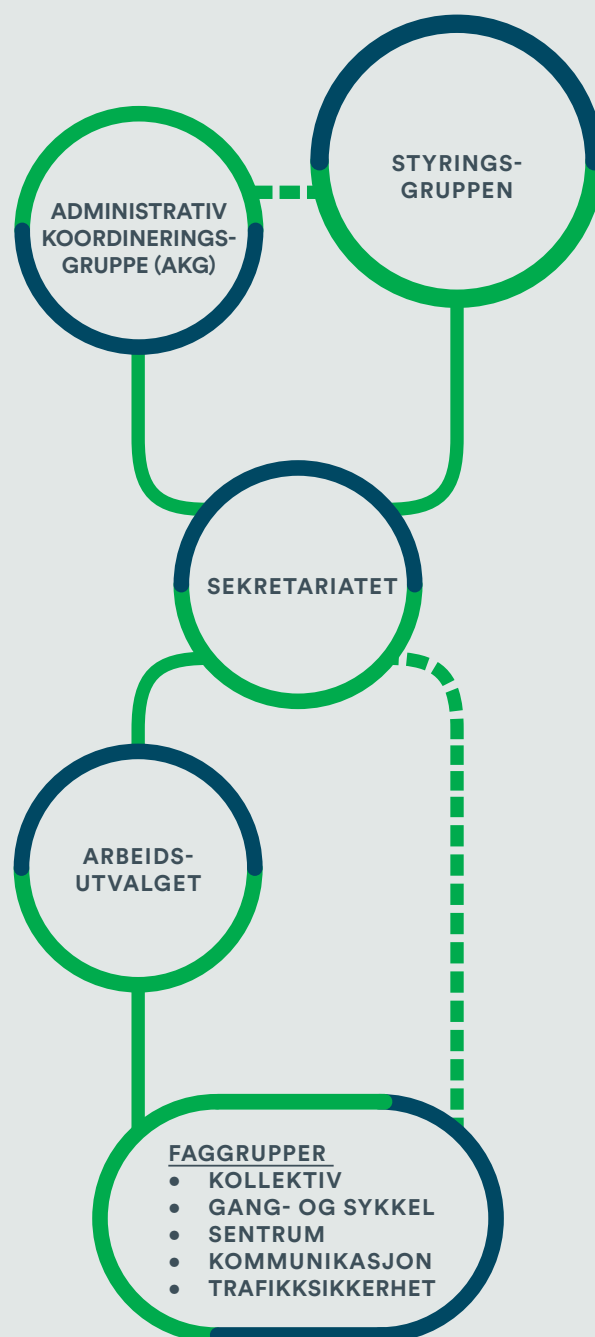 STYRINGS-
GRUPPEN
ADMINISTRATIV
KOORDINERINGS-
GRUPPE (AKG)
SEKRETARIATET
ARBEIDS-
UTVALGET
FAGGRUPPER
• KOLLEKTIV
• GANG- OG SYKKEL
• SENTRUM
• KOMMUNIKASJON
• TRAFIKKSIKKERHET